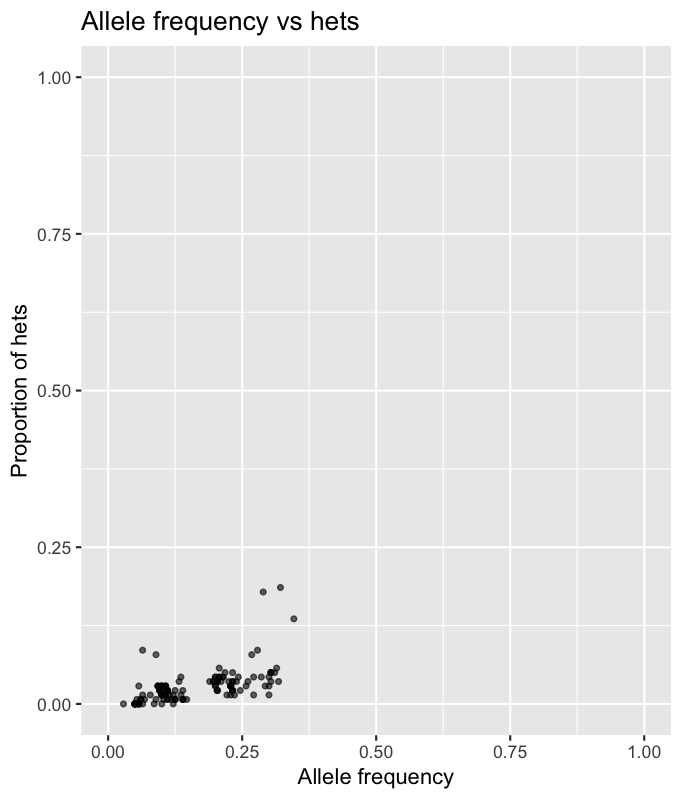 Allele frequency vs hets
1.00
0.75
0.50
0.25
0.00
Proportion of hets
0.00 0.25 0.50 0.75 1.00
Allele frequency